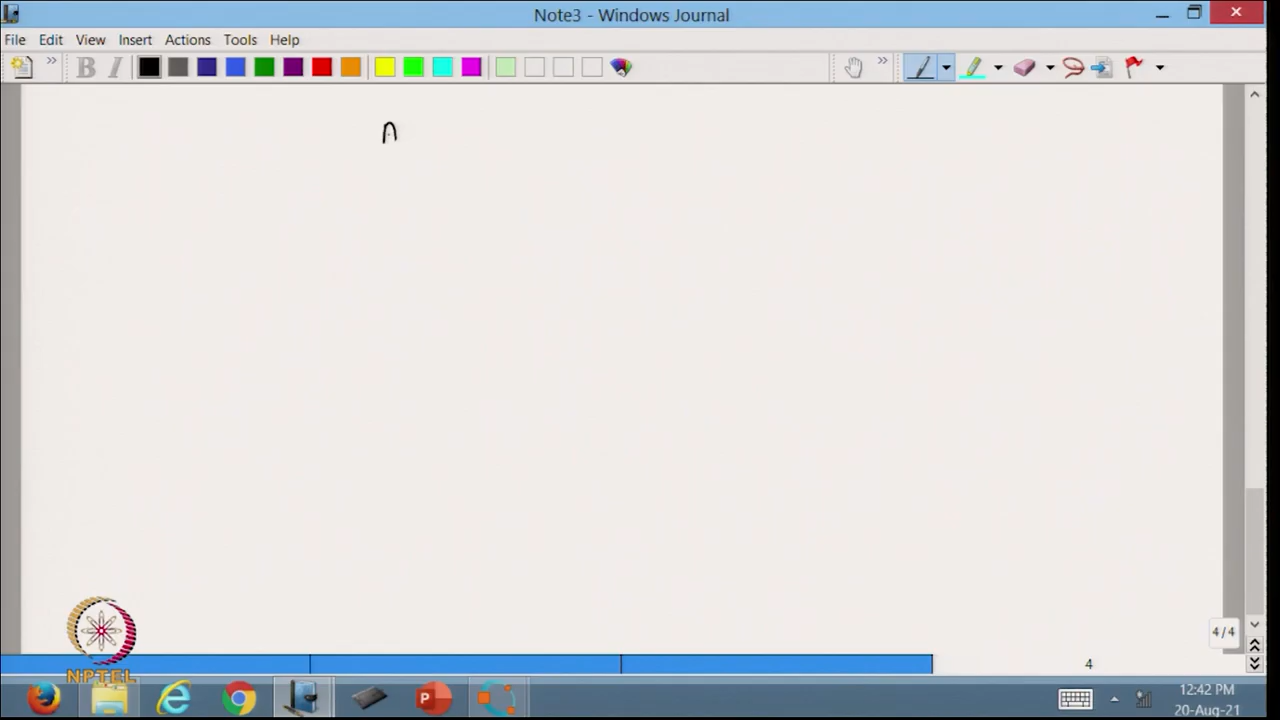 Note3 - Windows Journal
File Edit View Insert Actions Tools Help
B I
4/4
4
NPTEL
12:42 PM
20-Aug-21